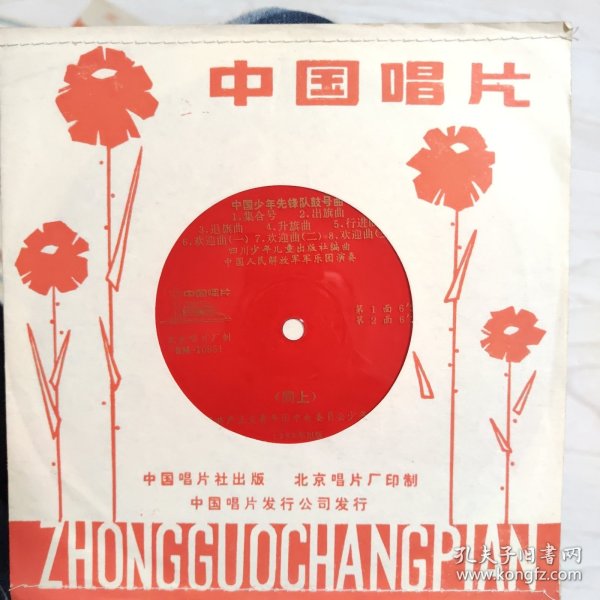 中国唱片
中国少年先锋队鼓号曲
1.集合号 2.出旗曲
3.退旗曲 4.升旗曲 5.行进
6.欢迎曲(一) 7.欢迎曲(二) 8.欢迎曲(
四川少年儿童出版社编曲
中国人民解放军军乐团演奏
中国唱片
第1面6
第2面6
(同上)
中国唱片社出版 北京唱片厂印制
中国唱片发行公司发行
ZHONGGUOCHANGPIAN
孔夫子旧书网
www.kongfz.com